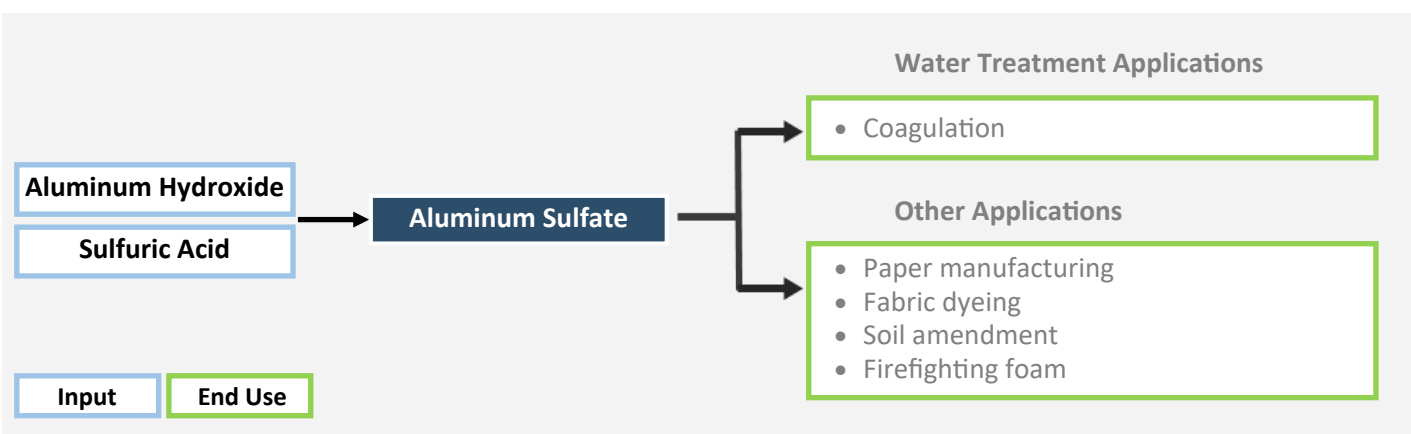 Water Treatment Applications
• Coagulation
Aluminum Hydroxide
Sulfuric Acid
Aluminum Sulfate
Other Applications
• Paper manufacturing
• Fabric dyeing
• Soil amendment
• Firefighting foam
Input
End Use